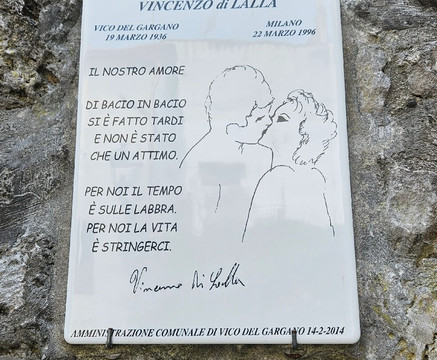 VINCENZO di LALLA
VICO DEL GARGANO MILANO
19 MARZO 1936 22 MARZO 1996
IL NOSTRO AMORE
DI BACIO IN BACIO
SI È FATTO TARDI
E NON È STATO
CHE UN ATTIMO.
PER NOI IL TEMPO
È SULLE LABBRA.
PER NOI LA VITA
È STRINGERCI.
Vincenzo di Lalla
AMMINISTRAZIONE COMUNALE DI VICO DEL GARGANO 14-2-2014